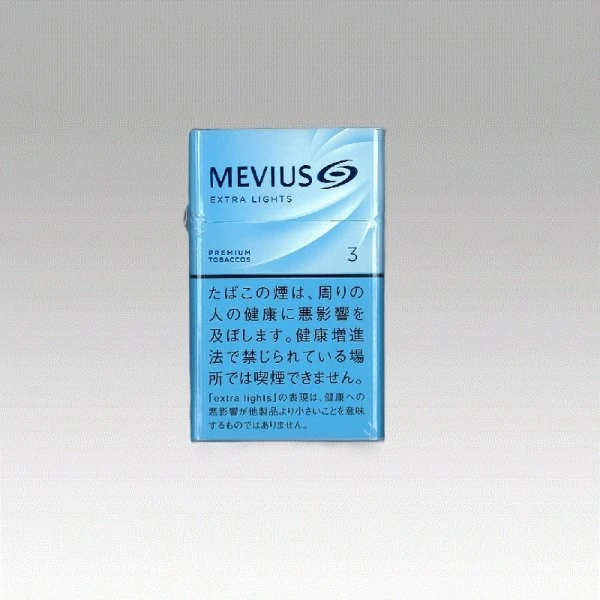 MEVIUS
EXTRA LIGHTS
PREMIUM
TOBACCOS
3
たばこの煙は、周りの
人の健康に悪影響を
及ぼします。健康増進
法で禁じられている場
所では喫煙できません。
「extra lights」の表現は、健康への
悪影響が他製品より小さいことを意味
するものではありません。